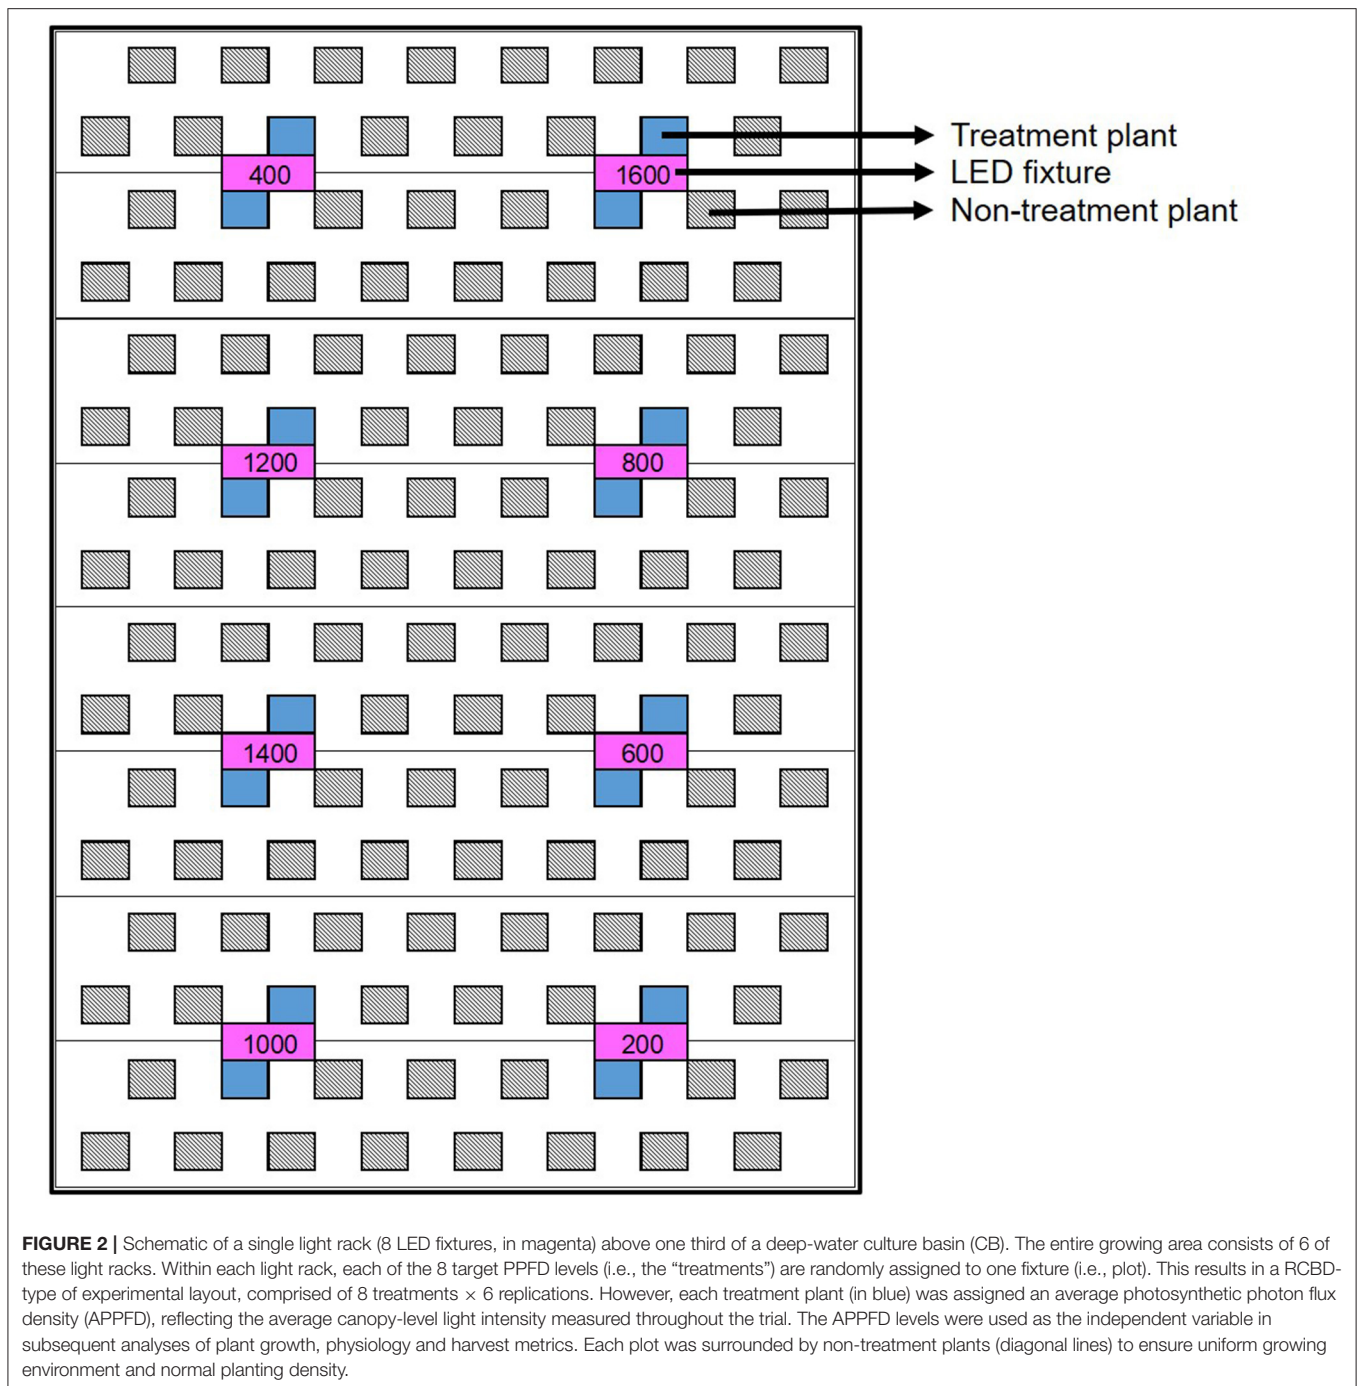 Treatment plant
400
1600
LED fixture
Non-treatment plant
1200
800
1400
600
1000
200
FIGURE 2 | Schematic of a single light rack (8 LED fixtures, in magenta) above one third of a deep-water culture basin (CB). The entire growing area consists of 6 of
these light racks. Within each light rack, each of the 8 target PPFD levels (i.e., the “treatments”) are randomly assigned to one fixture (i.e., plot). This results in a RCBD-
type of experimental layout, comprised of 8 treatments × 6 replications. However, each treatment plant (in blue) was assigned an average photosynthetic photon flux
density (APPFD), reflecting the average canopy-level light intensity measured throughout the trial. The APPFD levels were used as the independent variable in
subsequent analyses of plant growth, physiology and harvest metrics. Each plot was surrounded by non-treatment plants (diagonal lines) to ensure uniform growing
environment and normal planting density.